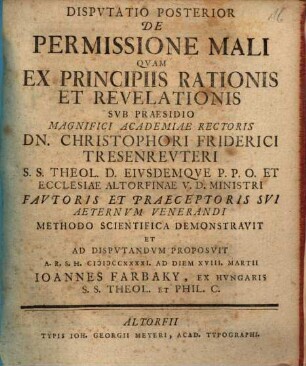 DISPVTATIO POSTERIOR
DE
PERMISSIONE MALI
QVAM
EX PRINCIPIIS RATIONIS
ET REVELATIONIS
SVB PRAESIDIO
MAGNIFICI ACADEMIAE RECTORIS
DN. CHRISTOPHORI FRIDERICI
TRESENREVTERI
S. S. THEOL. D. EIVSDEMQVE P. P. O. ET
ECCLESIAE ALTORFINAE V. D. MINISTRI
FAVTORIS ET PRAECEPTORIS SVI
AETERNVM VENERANDI
METHODO SCIENTIFICA DEMONSTRAVIT
ET
AD DISPVTANDVM PROPOSVIT
A. R. S. H. CIƆIƆCCXXXXI. AD DIEM XVIII. MARTII
IOANNES FARBAKY, EX HVNGARIS
S. S. THEOL. ET PHIL. C.
ALTORFII
TYPIS IOH. GEORGII MEYERI, ACAD. TYPOGRAPHI.